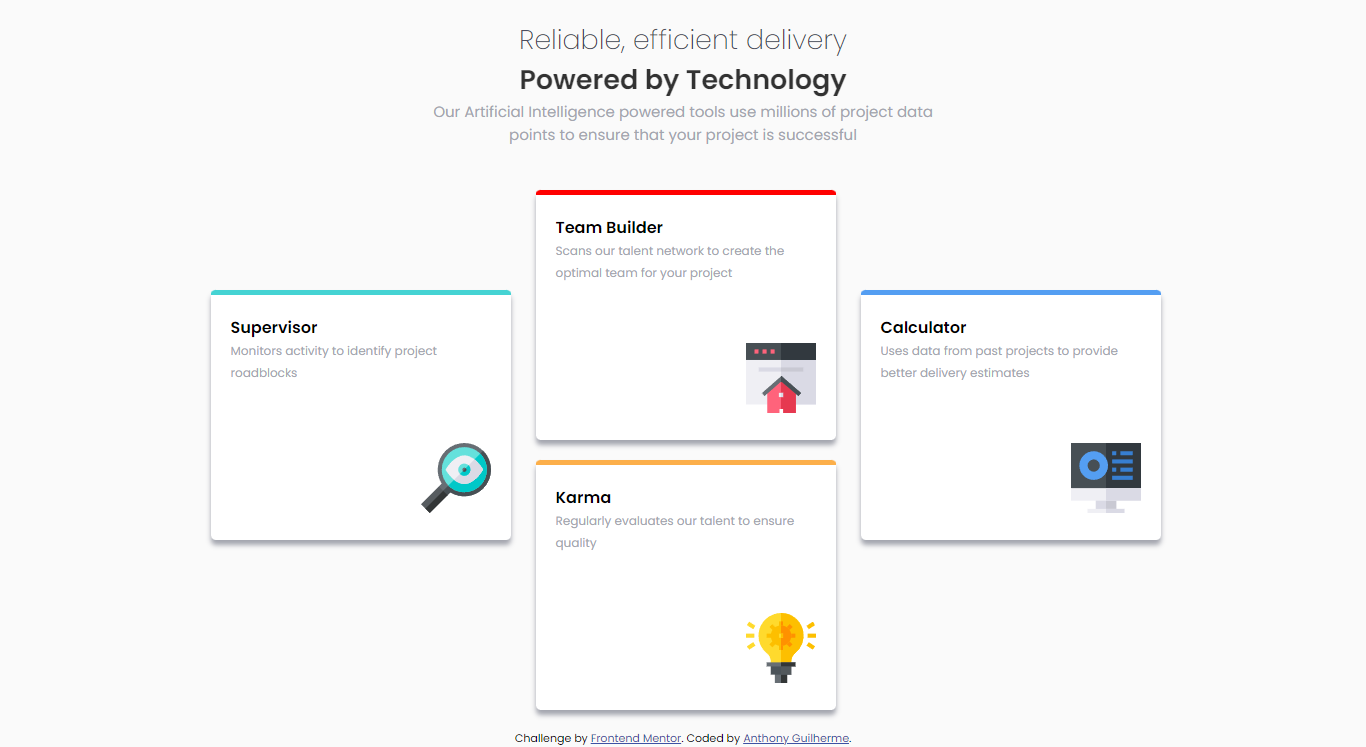 Reliable, efficient delivery
Powered by Technology
Our Artificial Intelligence powered tools use millions of project data
points to ensure that your project is successful
Supervisor
Monitors activity to identify project
roadblocks
Team Builder
Scans our talent network to create the
optimal team for your project
Karma
Regularly evaluates our talent to ensure
quality
Calculator
Uses data from past projects to provide
better delivery estimates
Challenge by Frontend Mentor. Coded by Anthony Guilherme.